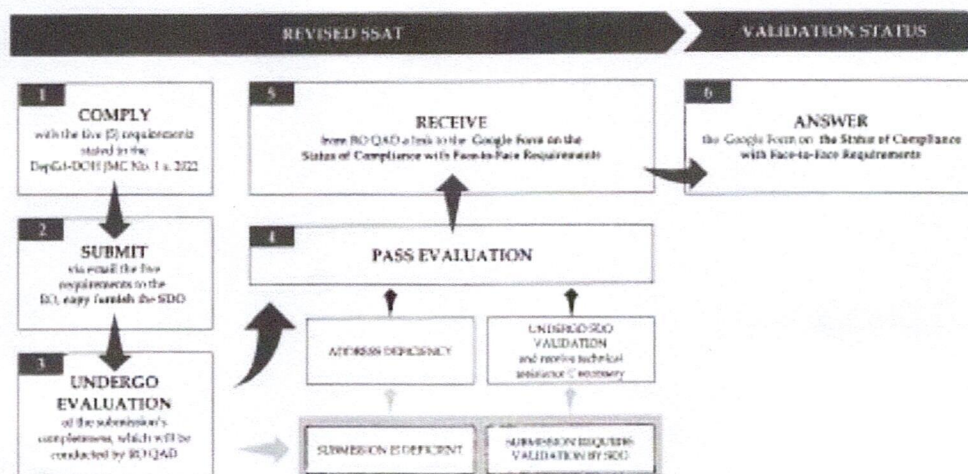 REVISED SSAT
VALIDATION STATUS
1
COMPLY
with the five (5) requirements
stated in the
DepEd-DOH JMC No. 1 s. 2022
2
SUBMIT
via email the five
requirements to the
RO, copy furnish the SDO
3
UNDERGO
EVALUATION
of the submission's
completeness, which will be
conducted by RO QAD
5
RECEIVE
from RO QAD a link to the Google Form on the
Status of Compliance with Face-to-Face Requirements
4
PASS EVALUATION
ADDRESS DEFICIENCY
UNDERGO SDO
VALIDATION
and receive technical
assistance if necessary
SUBMISSION IS DEFICIENT
SUBMISSION REQUIRES
VALIDATION BY SDO
6
ANSWER
the Google Form on the Status of Compliance
with Face-to-Face Requirements